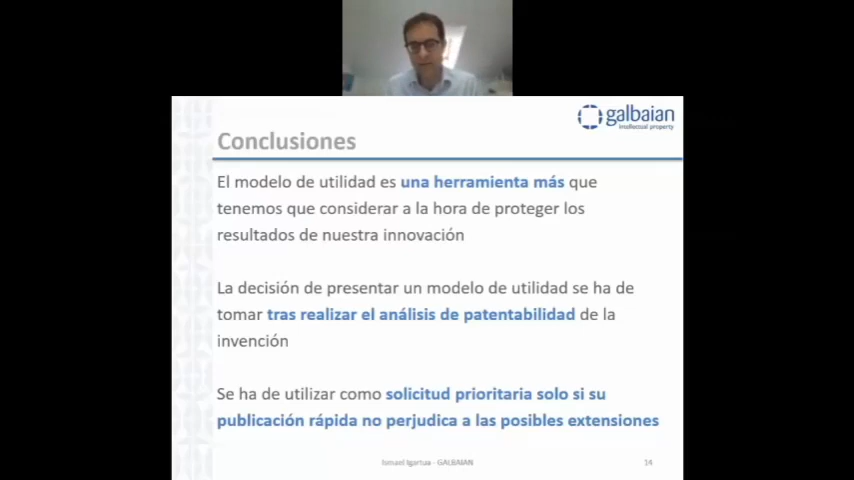 galbaian
intellectual property
Conclusiones
El modelo de utilidad es una herramienta más que
tenemos que considerar a la hora de proteger los
resultados de nuestra innovación
La decisión de presentar un modelo de utilidad se ha de
tomar tras realizar el análisis de patentabilidad de la
invención
Se ha de utilizar como solicitud prioritaria solo si su
publicación rápida no perjudica a las posibles extensiones
Ismael Igartua - GALBAIAN
14